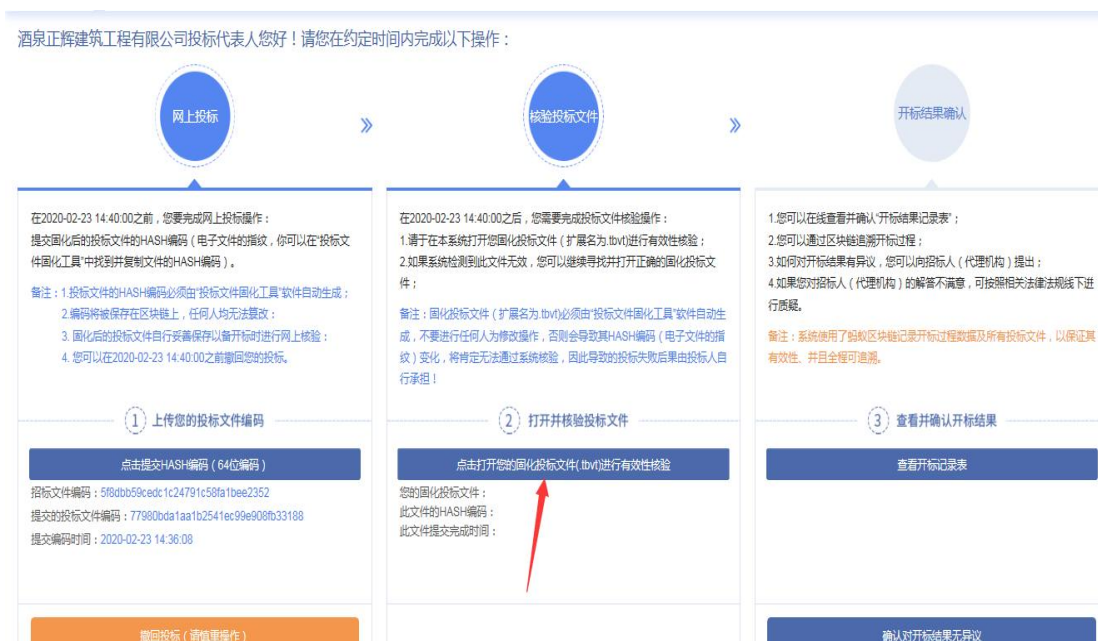 酒泉正辉建筑工程有限公司投标代表人您好！请您在约定时间内完成以下操作：
网上投标
核验投标文件
开标结果确认
在2020-02-23 14:40:00之前，您要完成网上投标操作：
提交固化后的投标文件的HASH编码（电子文件的指纹，你可以在“投标文
件固化工具”中找到并复制文件的HASH编码）。
备注：1.投标文件的HASH编码必须由“投标文件固化工具”软件自动生成；
2.编码将被保存在区块链上，任何人均无法篡改；
3. 固化后的投标文件自行妥善保存以备开标时进行网上核验；
4. 您可以在2020-02-23 14:40:00之前撤回您的投标。
1 上传您的投标文件编码
点击提交HASH编码（64位编码）
招标文件编码：5f8dbb59cedc1c24791c58fa1bee2352
提交的投标文件编码：77980bda1aa1b2541ec99e908fb33188
提交编码时间：2020-02-23 14:36:08
撤回投标（请慎重操作）
在2020-02-23 14:40:00之后，您需要完成投标文件核验操作：
1.请于在本系统打开您固化投标文件（扩展名为.tbvt)进行有效性核验；
2.如果系统检测到此文件无效，您可以继续寻找并打开正确的固化投标文
件；
备注：固化投标文件（扩展名为.tbvt)必须由“投标文件固化工具”软件自动生
成，不要进行任何人为修改操作，否则会导致其HASH编码（电子文件的指
纹）变化，将肯定无法通过系统核验，因此导致的投标失败后果由投标人自
行承担！
2 打开并核验投标文件
点击打开您的固化投标文件(.tbvt)进行有效性核验
您的固化投标文件：
此文件的HASH编码：
此文件提交完成时间：
1.您可以在线查看并确认“开标结果记录表”；
2.您可以通过区块链追溯开标过程；
3.如何对开标结果有异议，您可以向招标人（代理机构）提出；
4.如果您对招标人（代理机构）的解答不满意，可按照相关法律法规线下进
行质疑。
备注：系统使用了蚂蚁区块链记录开标过程数据及所有投标文件，以保证其
有效性、并且全程可追溯。
3 查看并确认开标结果
查看开标记录表
确认对开标结果无异议